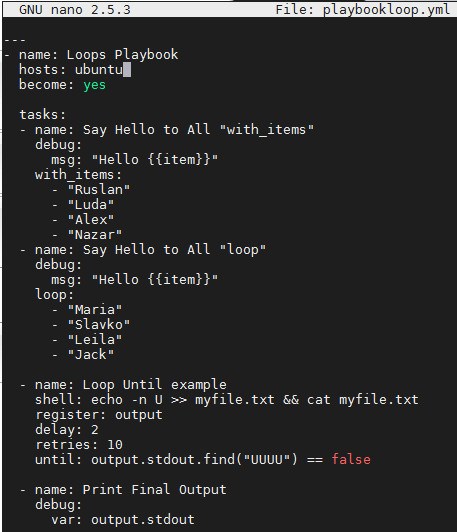 GNU nano 2.5.3 File: playbookloop.yml
---
- name: Loops Playbook
  hosts: ubuntu
  become: yes

  tasks:
  - name: Say Hello to All "with_items"
    debug:
      msg: "Hello {{item}}"
    with_items:
      - "Ruslan"
      - "Luda"
      - "Alex"
      - "Nazar"
  - name: Say Hello to All "loop"
    debug:
      msg: "Hello {{item}}"
    loop:
      - "Maria"
      - "Slavko"
      - "Leila"
      - "Jack"

  - name: Loop Until example
    shell: echo -n U >> myfile.txt && cat myfile.txt
    register: output
    delay: 2
    retries: 10
    until: output.stdout.find("UUUU") == false

  - name: Print Final Output
    debug:
      var: output.stdout